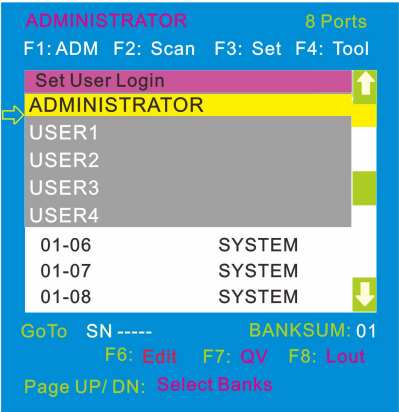 ADMINISTRATOR 8 Ports
F1: ADM F2: Scan F3: Set F4: Tool
Set User Login
ADMINISTRATOR
USER1
USER2
USER3
USER4
01-06 SYSTEM
01-07 SYSTEM
01-08 SYSTEM
GoTo SN ----- BANKSUM: 01
F6: Edit F7: QV F8: Lout
Page UP/ DN: Select Banks